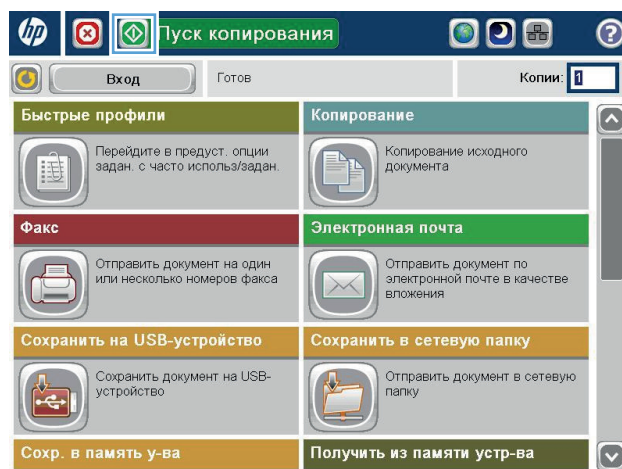 hp Пуск копирования ?
Вход Готов Копии: 1
Быстрые профили
Перейдите в предуст. опции
задан. с часто использ/задан.
Копирование
Копирование исходного
документа
Факс
Отправить документ на один
или несколько номеров факса
Электронная почта
Отправить документ по
электронной почте в качестве
вложения
Сохранить на USB-устройство
Сохранить документ на USB-
устройство
Сохранить в сетевую папку
Отправить документ в сетевую
папку
Сохр. в память у-ва
Получить из памяти устр-ва